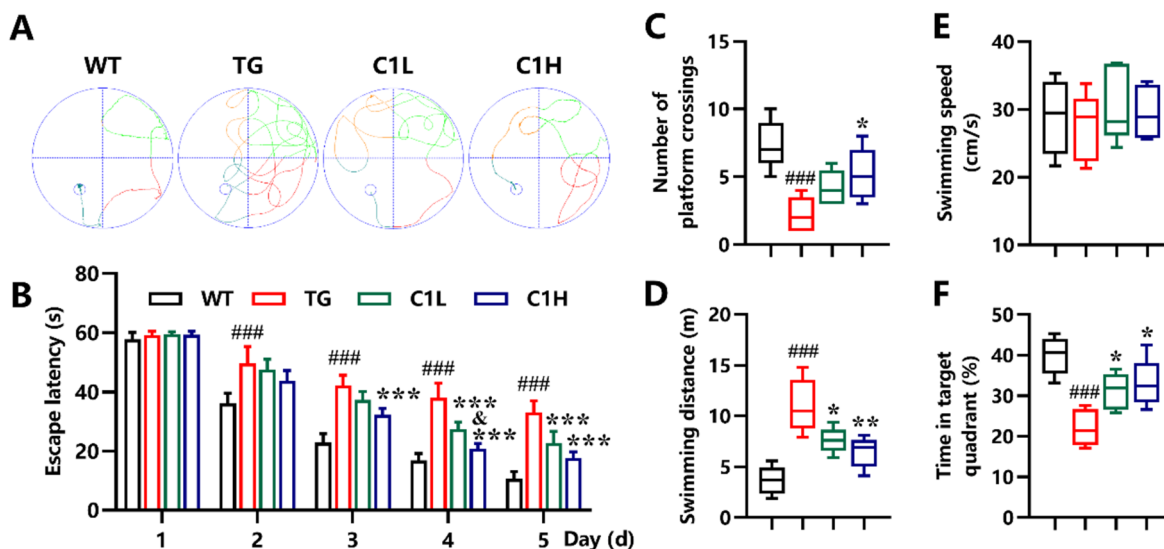 A
WT TG C1L C1H
B
Escape latency (s)
80
60
40
20
0
WT TG C1L C1H
### ### ### ###
*** *** ***
&
*** ***
1 2 3 4 5 Day (d)
C
Number of
platform crossings
15
10
5
0
###
*
D
Swimming distance (m)
20
15
10
5
0
###
*
**
E
Swimming speed
(cm/s)
40
30
20
10
F
Time in target
quadrant (%)
50
40
30
20
10
0
###
*
*